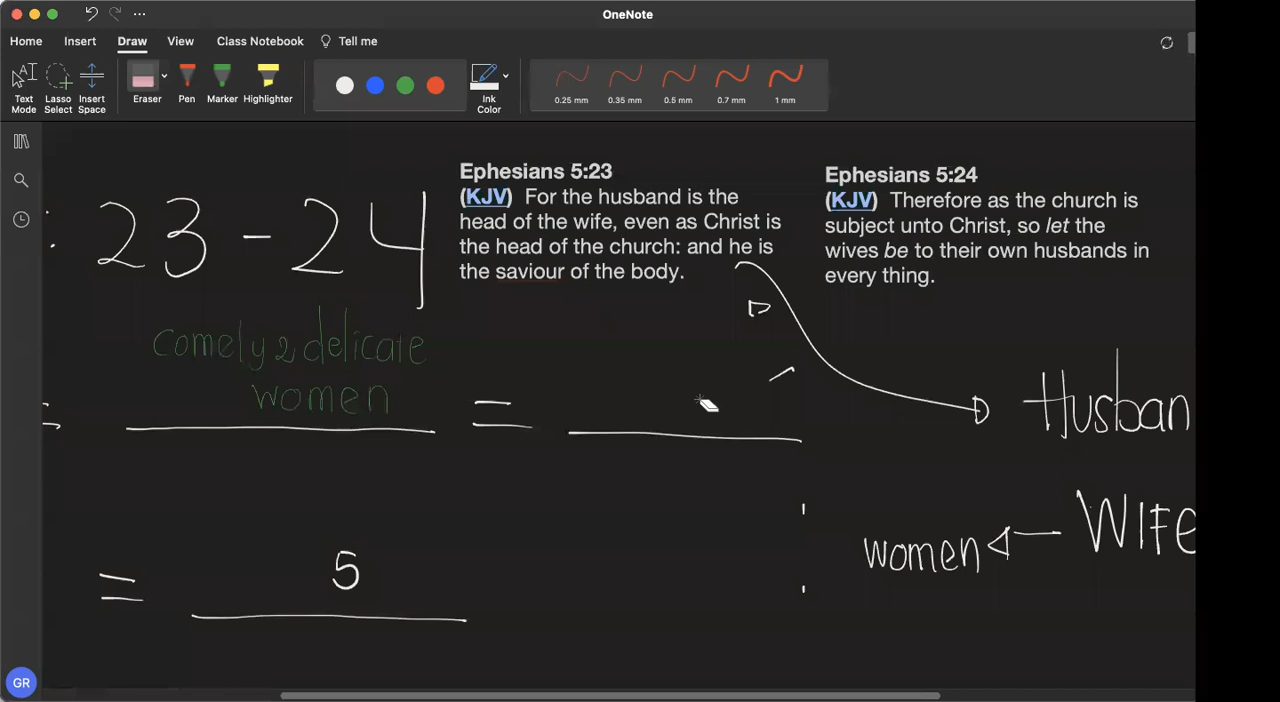 OneNote
Home Insert Draw View Class Notebook Tell me
Text Mode
Lasso Select
Insert Space
Eraser
Pen
Marker
Highlighter
Ink Color
0.25 mm 0.35 mm 0.5 mm 0.7 mm 1 mm
: 23 - 24
Ephesians 5:23
(KJV) For the husband is the
head of the wife, even as Christ is
the head of the church: and he is
the saviour of the body.
Ephesians 5:24
(KJV) Therefore as the church is
subject unto Christ, so let the
wives be to their own husbands in
every thing.
comely & delicate
women
= =
Husban
women
WIFE
= 5
GR